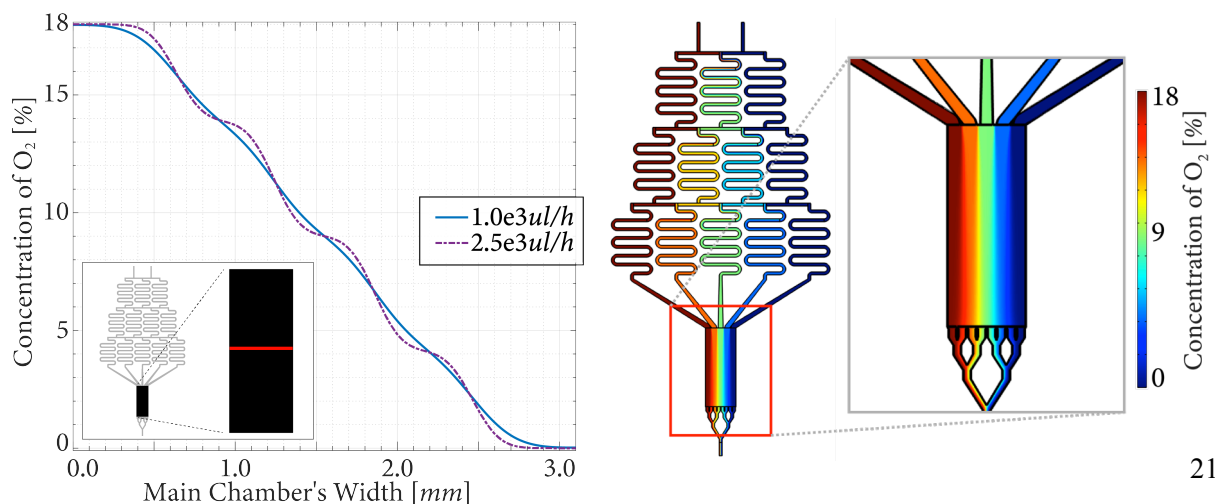 18
15
10
5
0
Concentration of O₂ [%]
0.0 1.0 2.0 3.0
Main Chamber's Width [mm]
1.0e3ul/h
2.5e3ul/h
18
9
0
Concentration of O₂ [%]
21